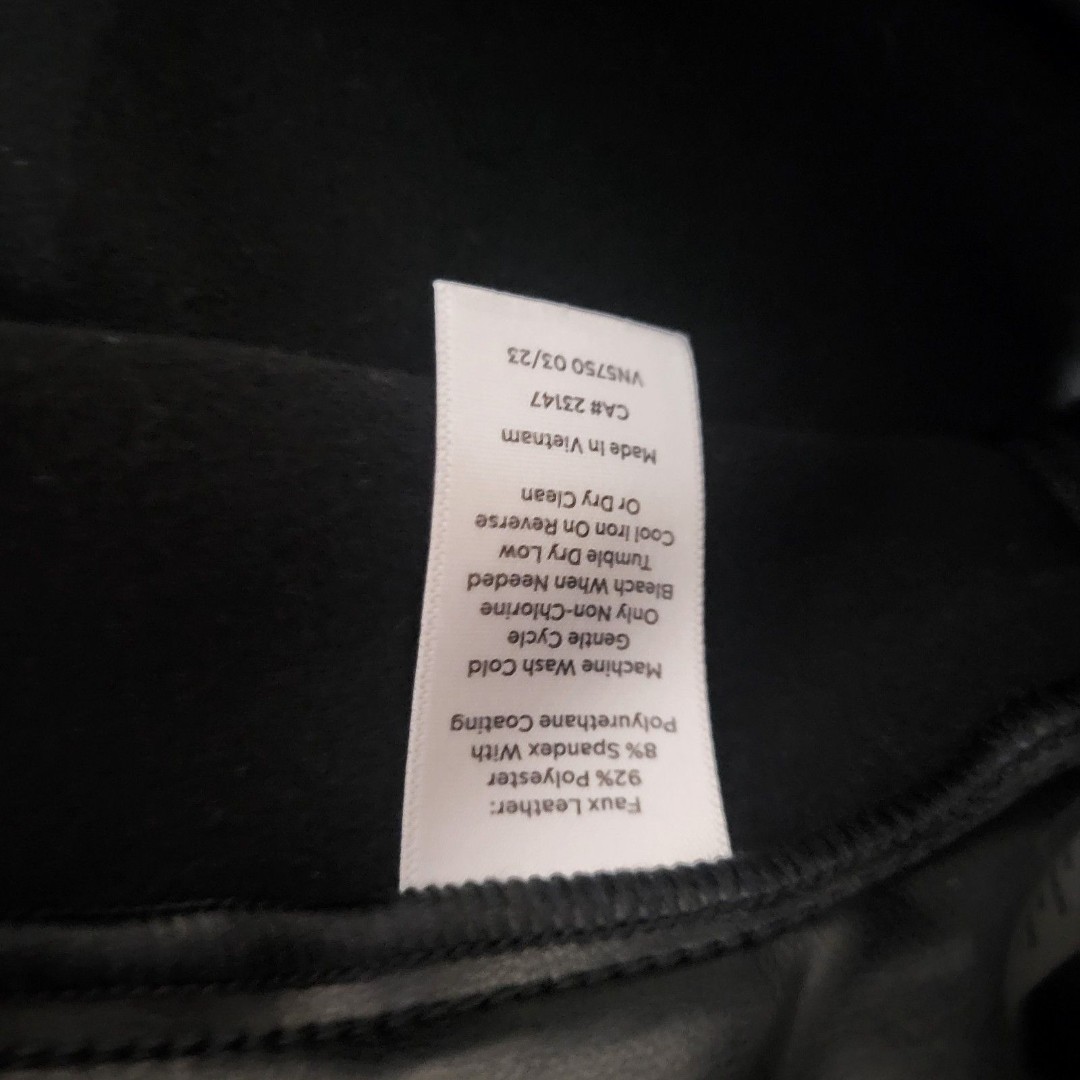 Faux Leather:
92% Polyester
8% Spandex With
Polyurethane Coating
Machine Wash Cold
Gentle Cycle
Only Non-Chlorine
Bleach When Needed
Tumble Dry Low
Cool Iron On Reverse
Or Dry Clean
Made In Vietnam
CA# 23147
VN5750 03/23